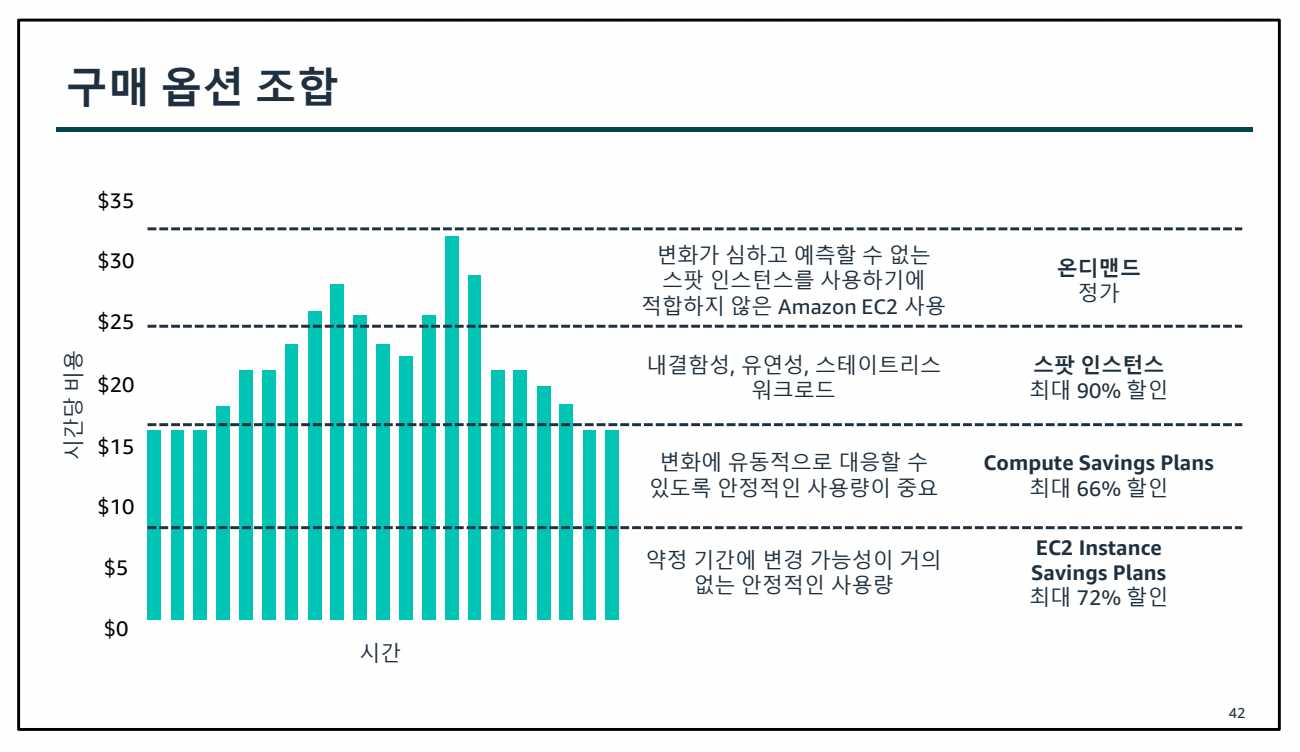 구매 옵션 조합
$35
$30
$25
$20
$15
$10
$5
$0
시간당 비용
시간
변화가 심하고 예측할 수 없는
스팟 인스턴스를 사용하기에
적합하지 않은 Amazon EC2 사용
온디맨드
정가
내결함성, 유연성, 스테이트리스
워크로드
스팟 인스턴스
최대 90% 할인
변화에 유동적으로 대응할 수
있도록 안정적인 사용량이 중요
Compute Savings Plans
최대 66% 할인
약정 기간에 변경 가능성이 거의
없는 안정적인 사용량
EC2 Instance
Savings Plans
최대 72% 할인
42